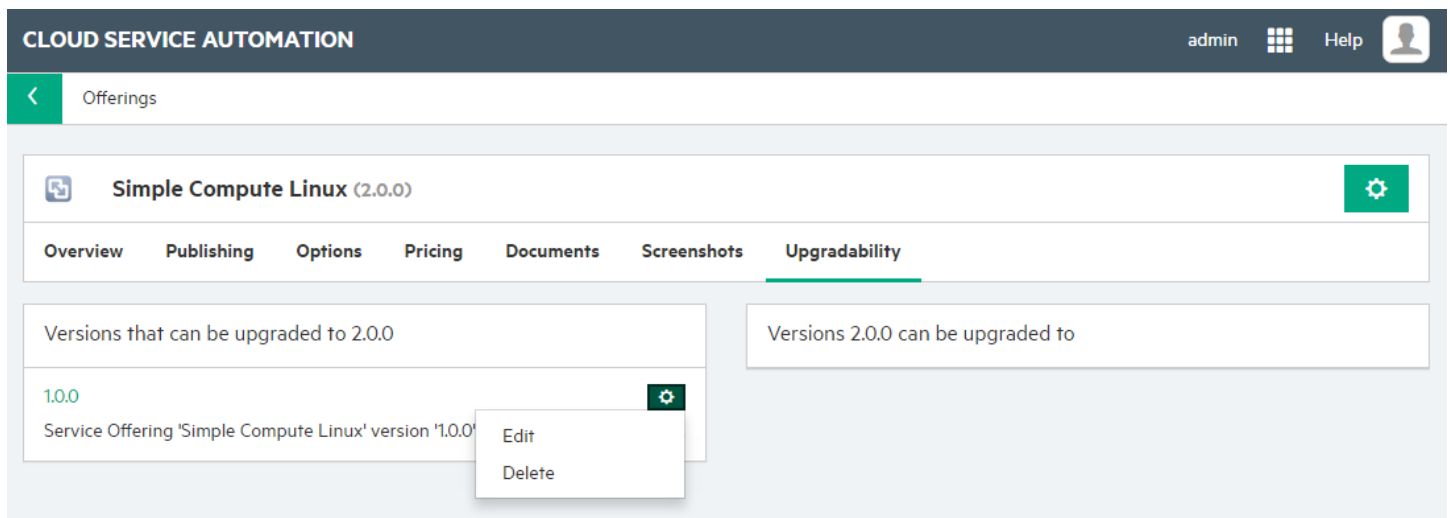 CLOUD SERVICE AUTOMATION
admin
Help
Offerings
Simple Compute Linux (2.0.0)
Overview Publishing Options Pricing Documents Screenshots Upgradability
Versions that can be upgraded to 2.0.0
Versions 2.0.0 can be upgraded to
1.0.0
Service Offering 'Simple Compute Linux' version '1.0.0'
Edit
Delete